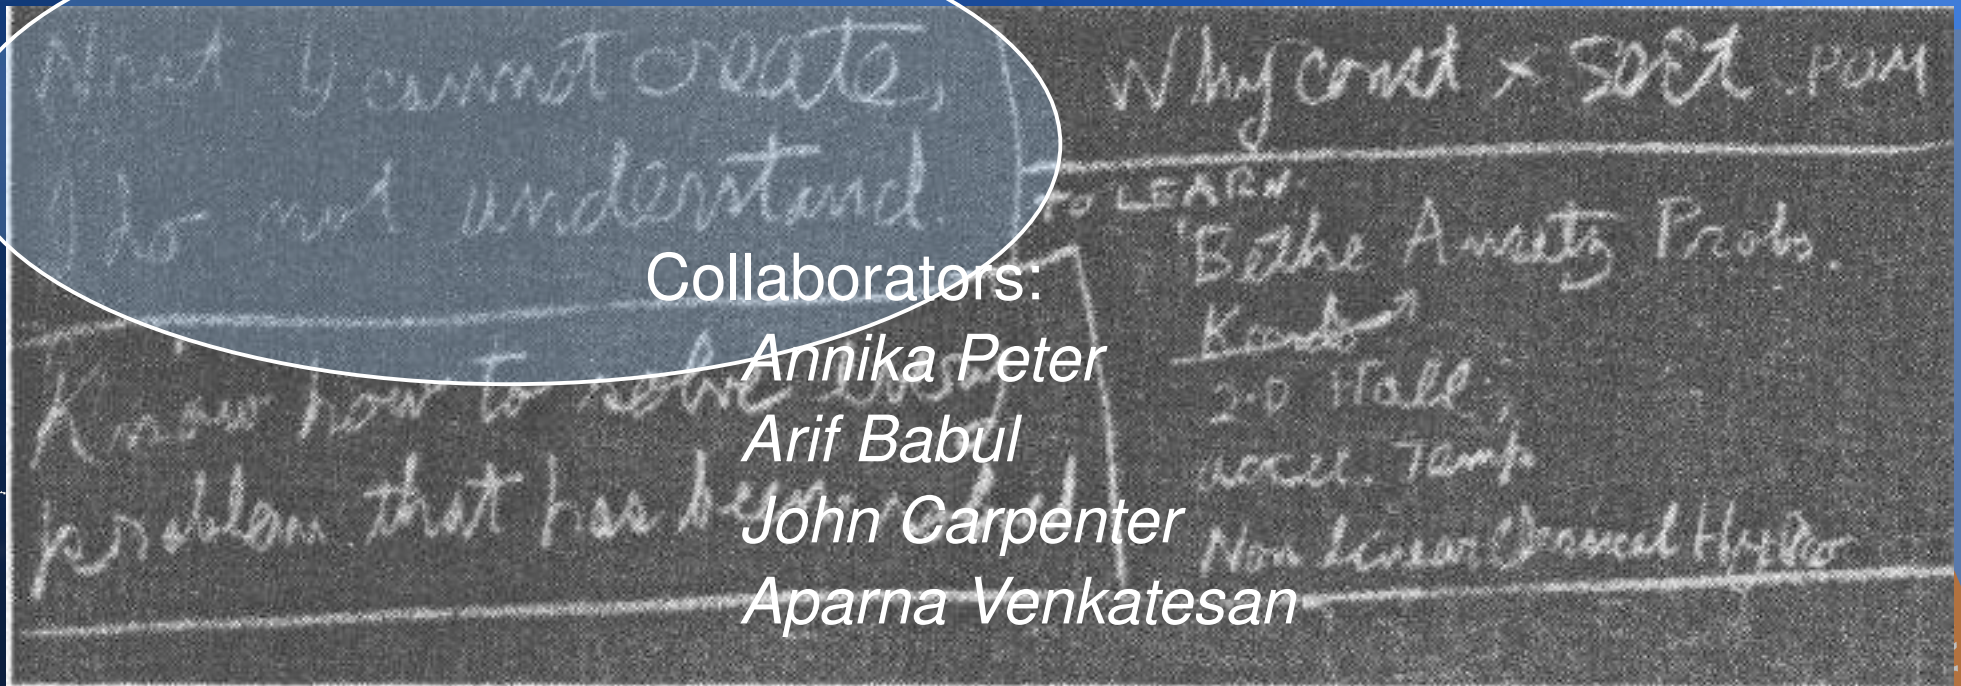 What I cannot create,
I do not understand.
Know how to solve every
problem that has been solved
Why const × sort . POM
TO LEARN
Bethe Ansatz Probs.
Kondo
2-D Hall
accel. Temp
Non Linear Classical Hydro
Collaborators:
Annika Peter
Arif Babul
John Carpenter
Aparna Venkatesan